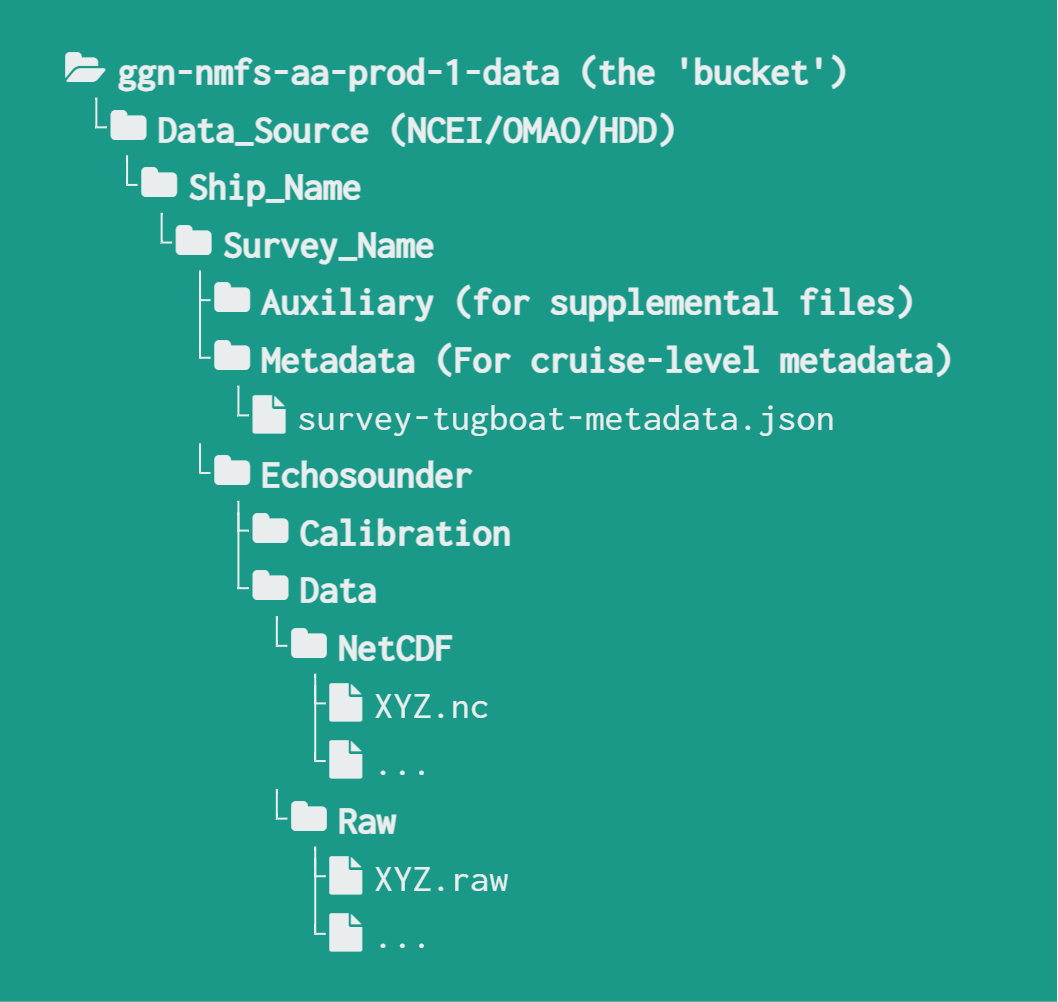 ggn-nmfs-aa-prod-1-data (the 'bucket')
Data_Source (NCEI/OMAO/HDD)
Ship_Name
Survey_Name
Auxiliary (for supplemental files)
Metadata (For cruise-level metadata)
survey-tugboat-metadata.json
Echosounder
Calibration
Data
NetCDF
XYZ.nc
...
Raw
XYZ.raw
...